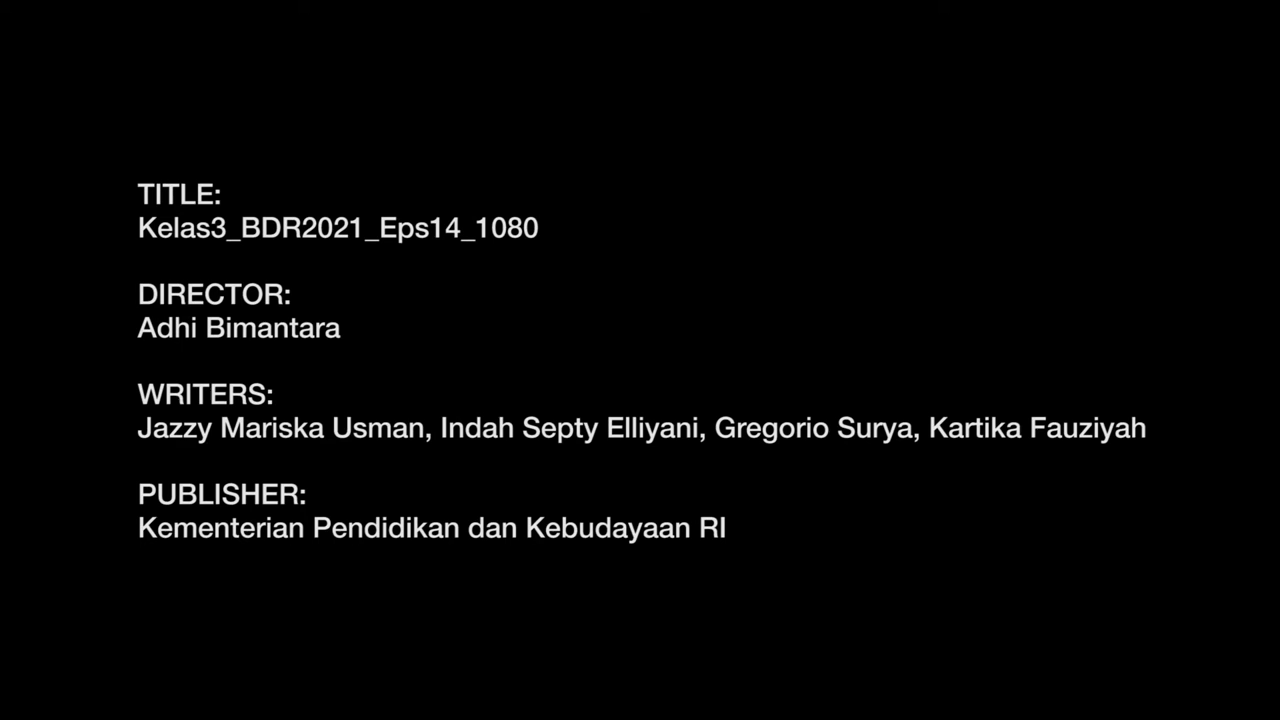 TITLE:
Kelas3_BDR2021_Eps14_1080
DIRECTOR:
Adhi Bimantara
WRITERS:
Jazzy Mariska Usman, Indah Septy Elliyani, Gregorio Surya, Kartika Fauziyah
PUBLISHER:
Kementerian Pendidikan dan Kebudayaan RI